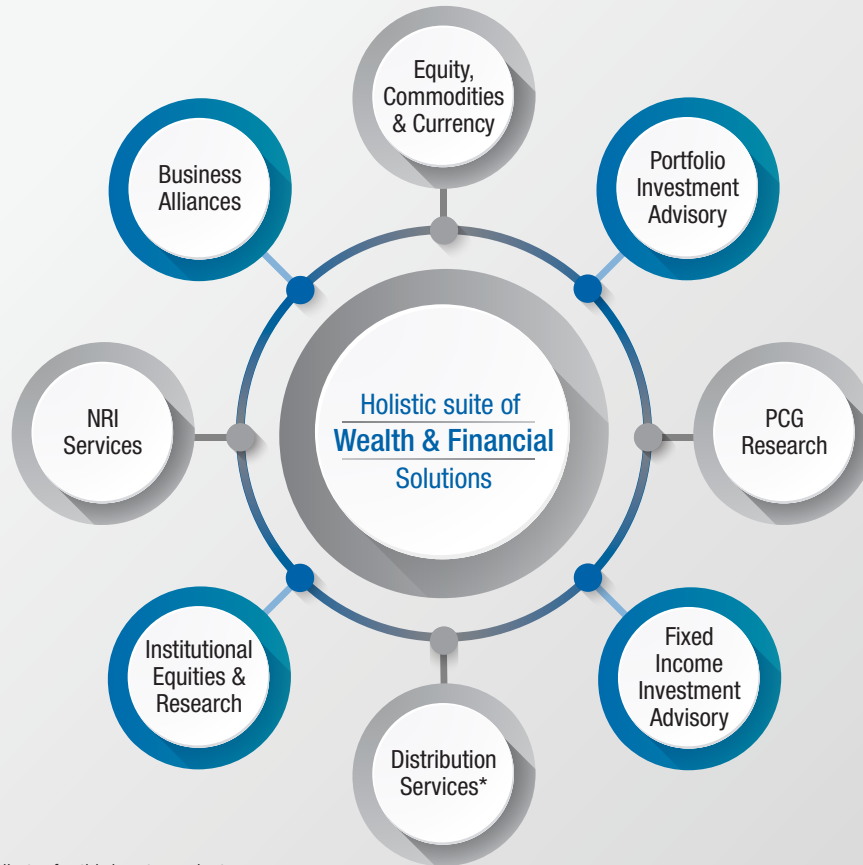 Equity,
Commodities
& Currency
Portfolio
Investment
Advisory
PCG
Research
Fixed
Income
Investment
Advisory
Distribution
Services*
Institutional
Equities &
Research
NRI
Services
Business
Alliances
Holistic suite of
Wealth & Financial
Solutions